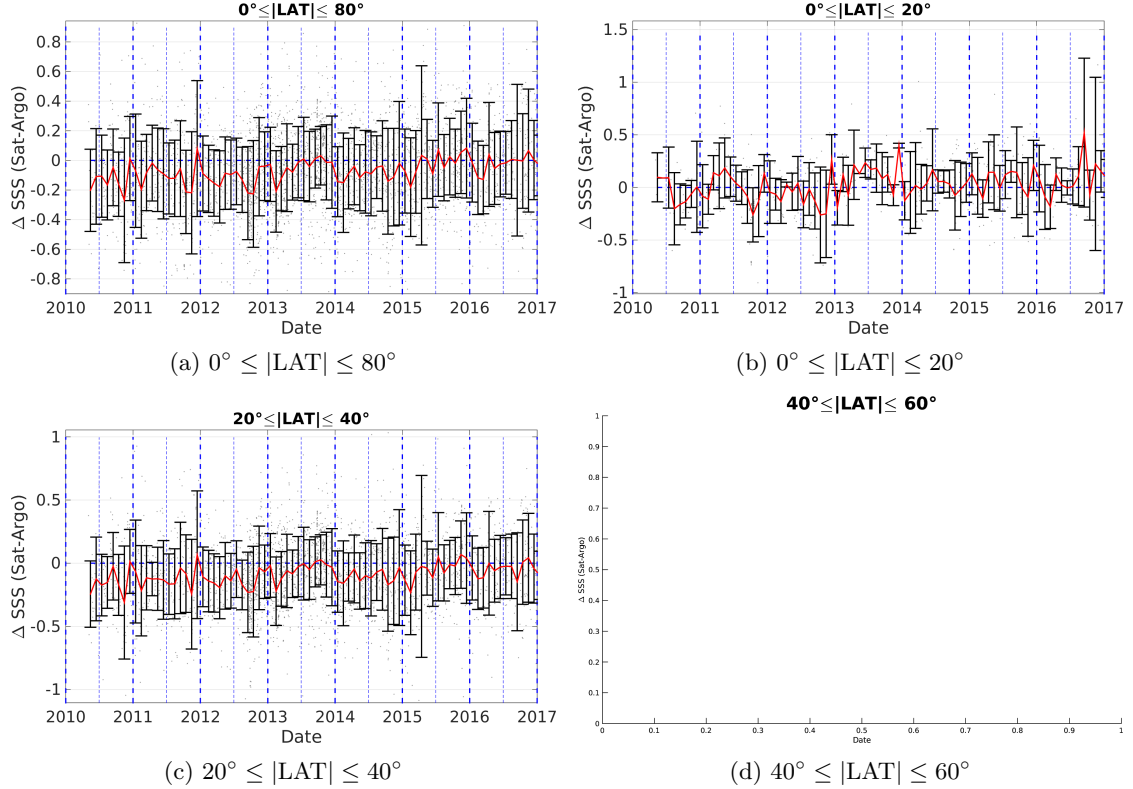 0°≤|LAT|≤ 80°
0.8
0.6
0.4
0.2
0
-0.2
-0.4
-0.6
-0.8
Δ SSS (Sat-Argo)
2010 2011 2012 2013 2014 2015 2016 2017
Date
(a) 0° ≤ |LAT| ≤ 80°
0°≤|LAT|≤ 20°
1.5
1
0.5
0
-0.5
-1
Δ SSS (Sat-Argo)
2010 2011 2012 2013 2014 2015 2016 2017
Date
(b) 0° ≤ |LAT| ≤ 20°
20°≤|LAT|≤ 40°
1
0.5
0
-0.5
-1
Δ SSS (Sat-Argo)
2010 2011 2012 2013 2014 2015 2016 2017
Date
(c) 20° ≤ |LAT| ≤ 40°
40°≤|LAT|≤ 60°
1
0.9
0.8
0.7
0.6
0.5
0.4
0.3
0.2
0.1
0
Δ SSS (Sat-Argo)
0 0.1 0.2 0.3 0.4 0.5 0.6 0.7 0.8 0.9 1
Date
(d) 40° ≤ |LAT| ≤ 60°